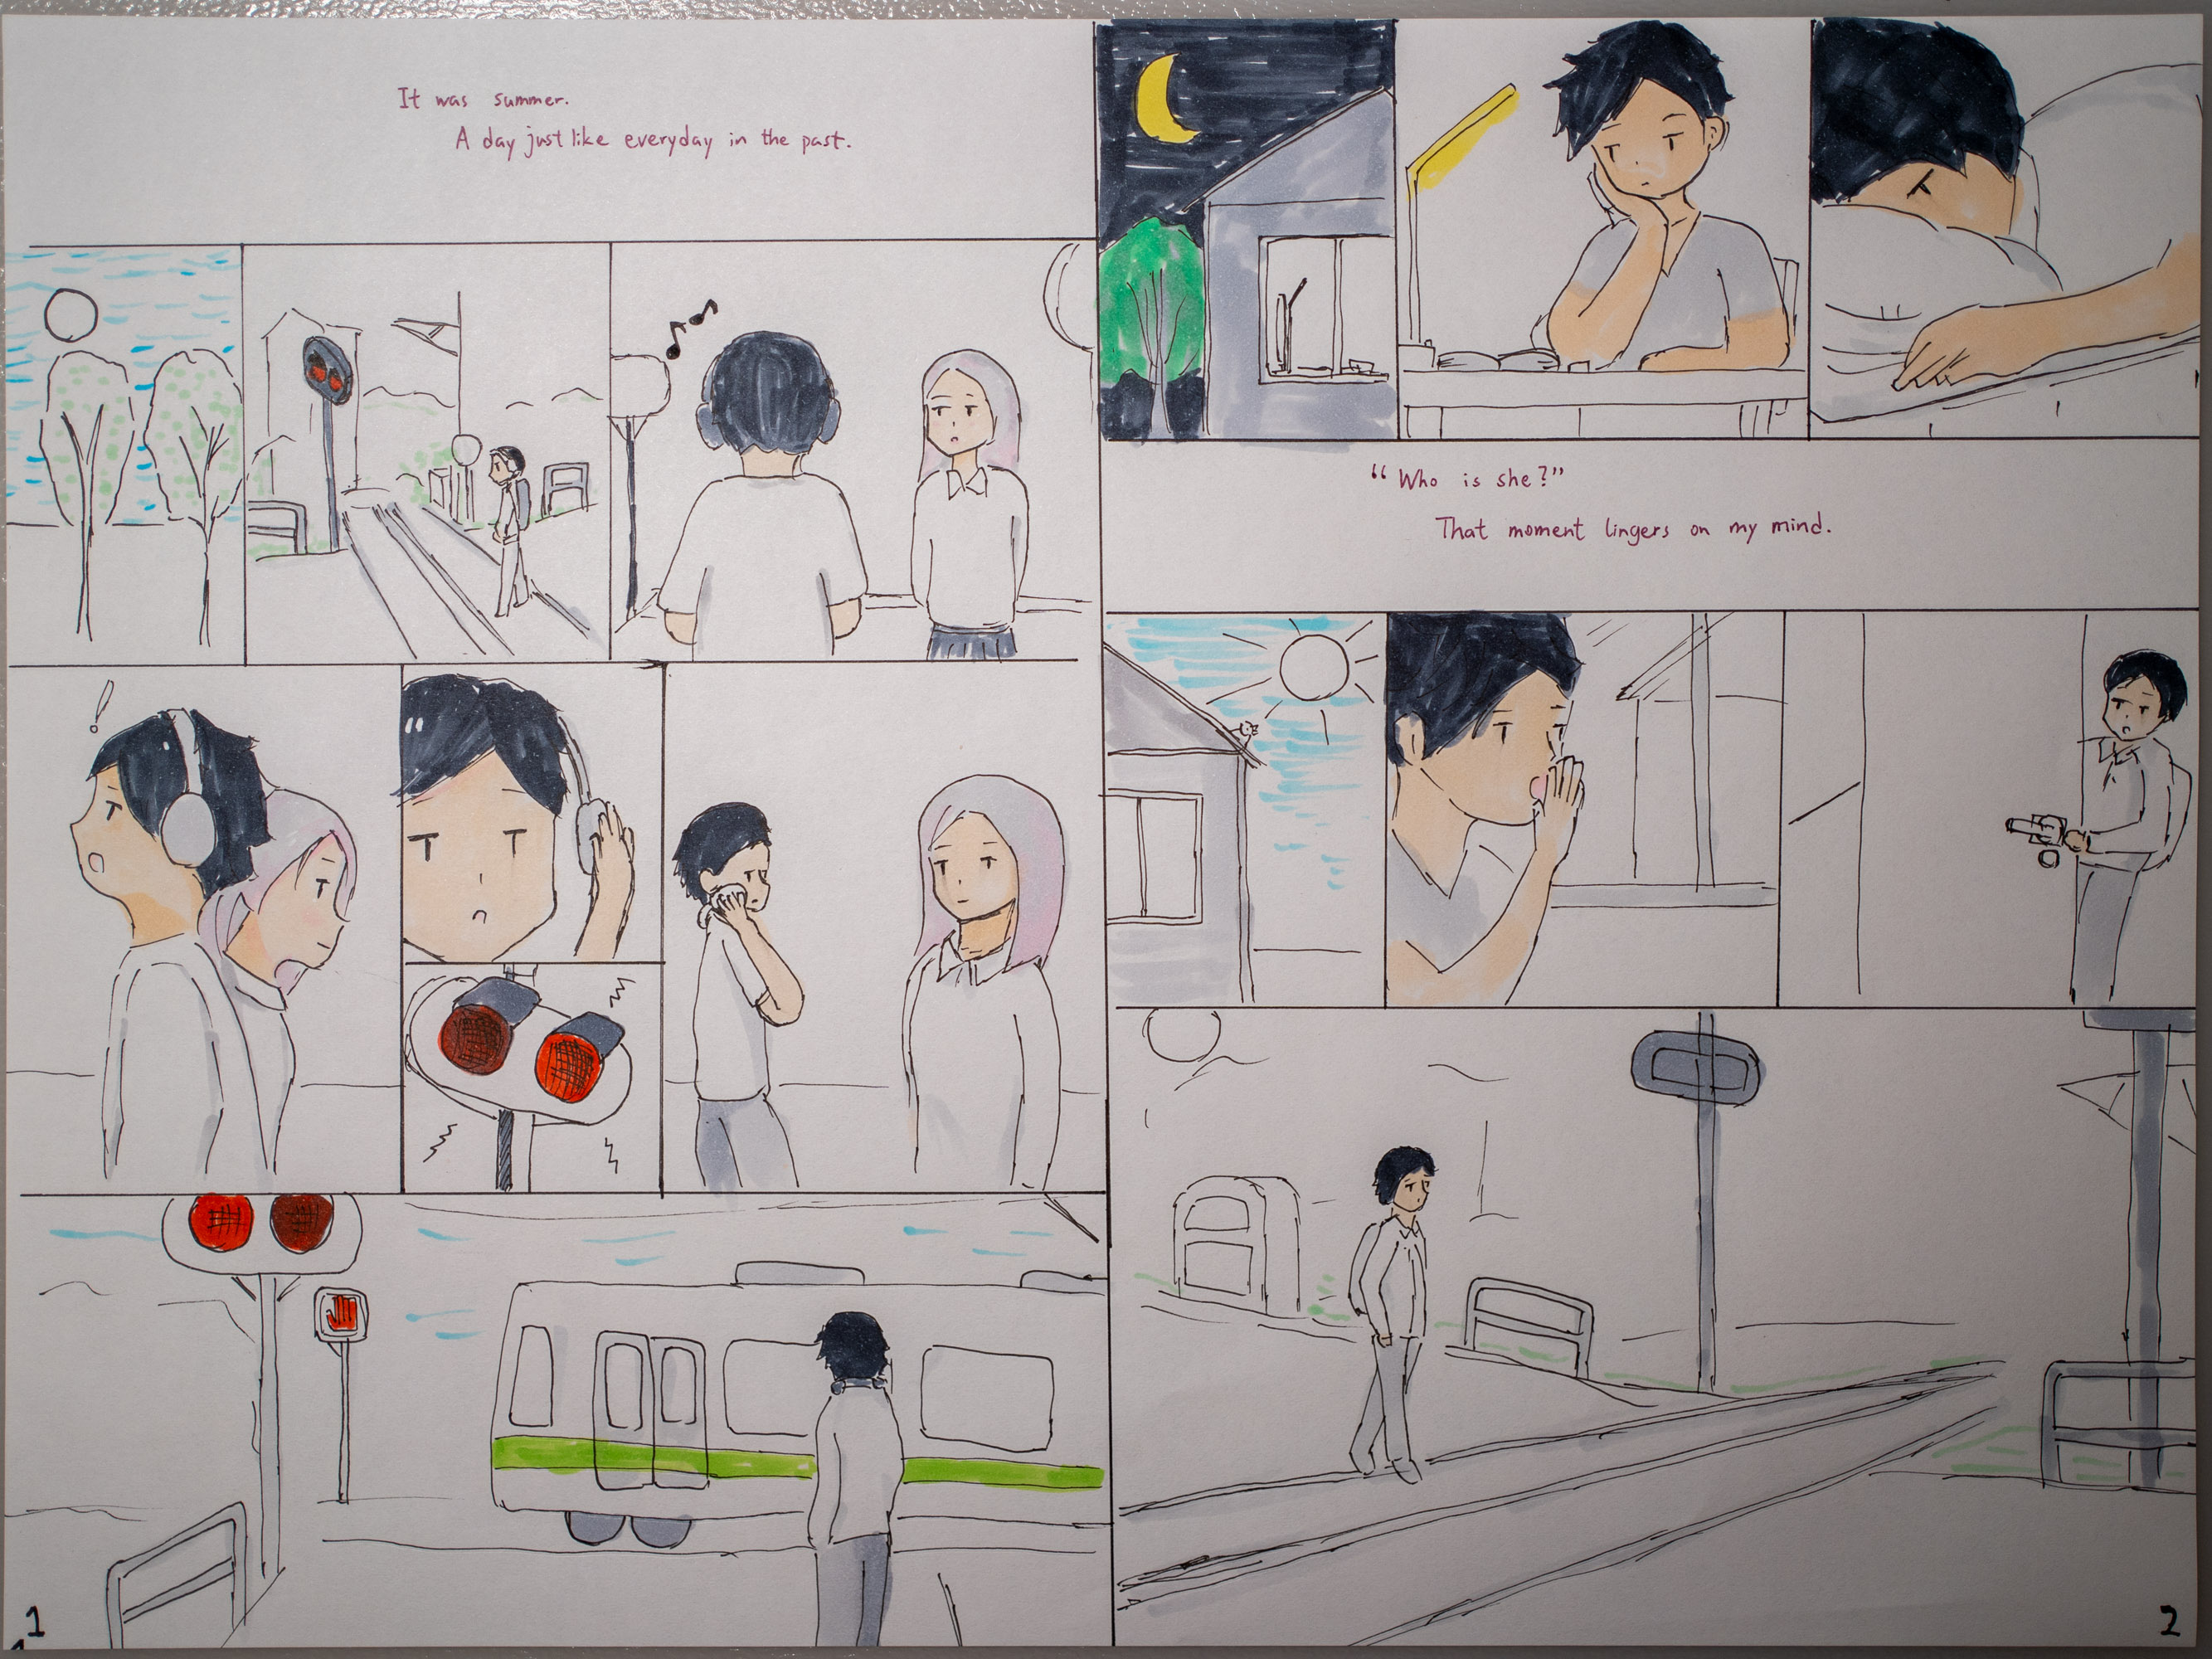 It was summer.
A day just like everyday in the past.
1
"Who is she?"
That moment lingers on my mind.
2